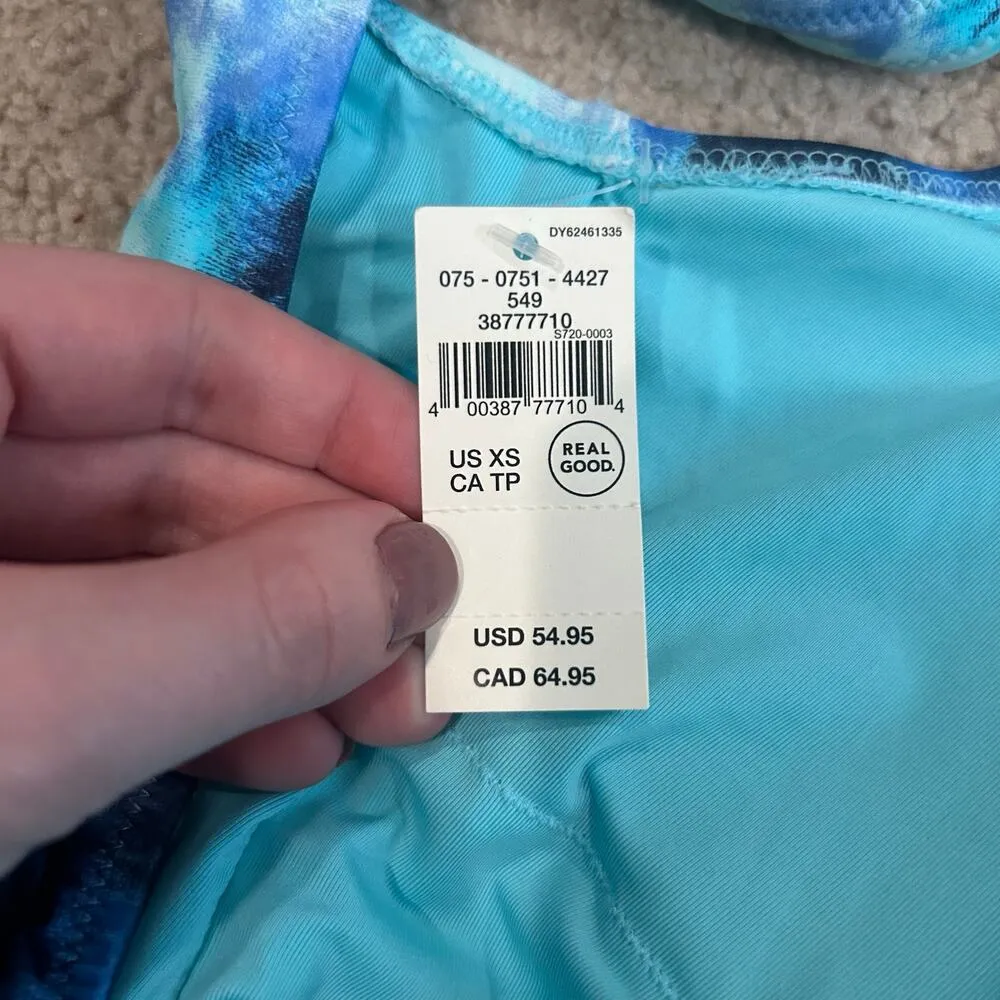 DY62461335
075 - 0751 - 4427
549
38777710
S720-0003
4 00387 77710 4
US XS
CA TP
REAL
GOOD.
USD 54.95
CAD 64.95